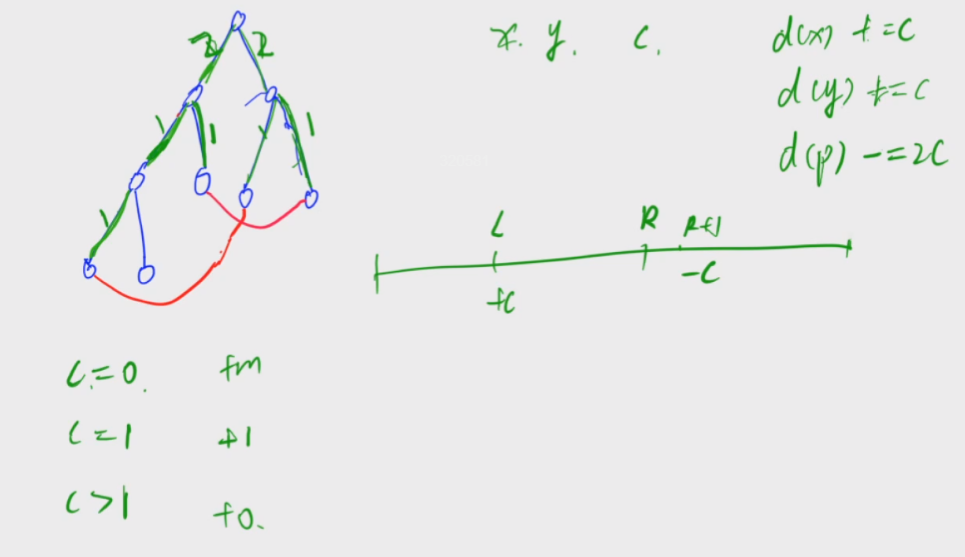 x. y. c.
d(x) += c
d(y) += c
d(p) -= 2c
2 2
1 1 1 1
1
L R R+1
+c -c
c = 0. +m
c = 1 +1
c > 1 +0.